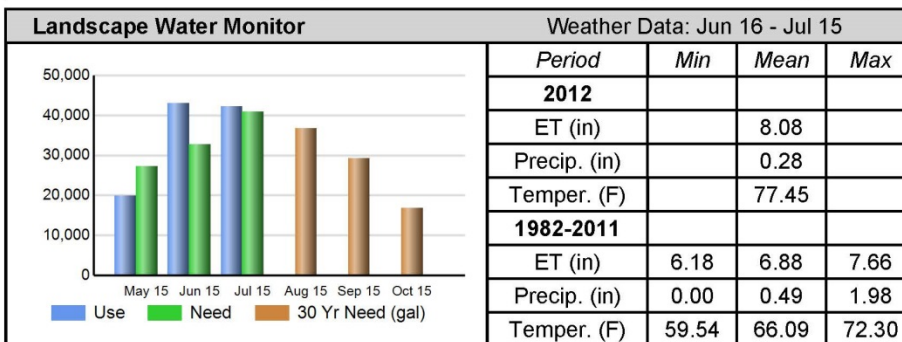 Landscape Water Monitor
Weather Data: Jun 16 - Jul 15
50,000
40,000
30,000
20,000
10,000
0
May 15 Jun 15 Jul 15 Aug 15 Sep 15 Oct 15
Use Need 30 Yr Need (gal)
Period Min Mean Max
2012
ET (in) 8.08
Precip. (in) 0.28
Temper. (F) 77.45
1982-2011
ET (in) 6.18 6.88 7.66
Precip. (in) 0.00 0.49 1.98
Temper. (F) 59.54 66.09 72.30